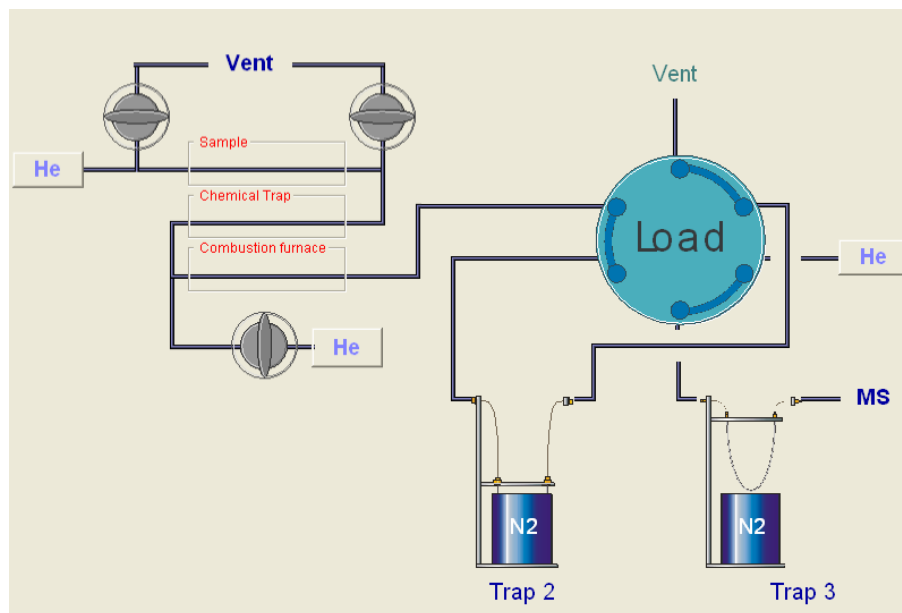 Vent
Vent
Sample
He
Chemical Trap
Load
Combustion furnace
He
He
MS
N2
N2
Trap 2
Trap 3